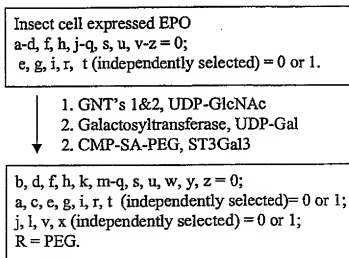 Insect cell expressed EPO
a-d, f, h, j-q, s, u, v-z = 0;
e, g, i, r, t (independently selected) = 0 or 1.
1. GNT's 1&2, UDP-GlcNAc
2. Galactosyltransferase, UDP-Gal
2. CMP-SA-PEG, ST3Gal3
b, d, f, h, k, m-q, s, u, w, y, z = 0;
a, c, e, g, i, r, t (independently selected)= 0 or 1;
j, l, v, x (independently selected) = 0 or 1;
R = PEG.